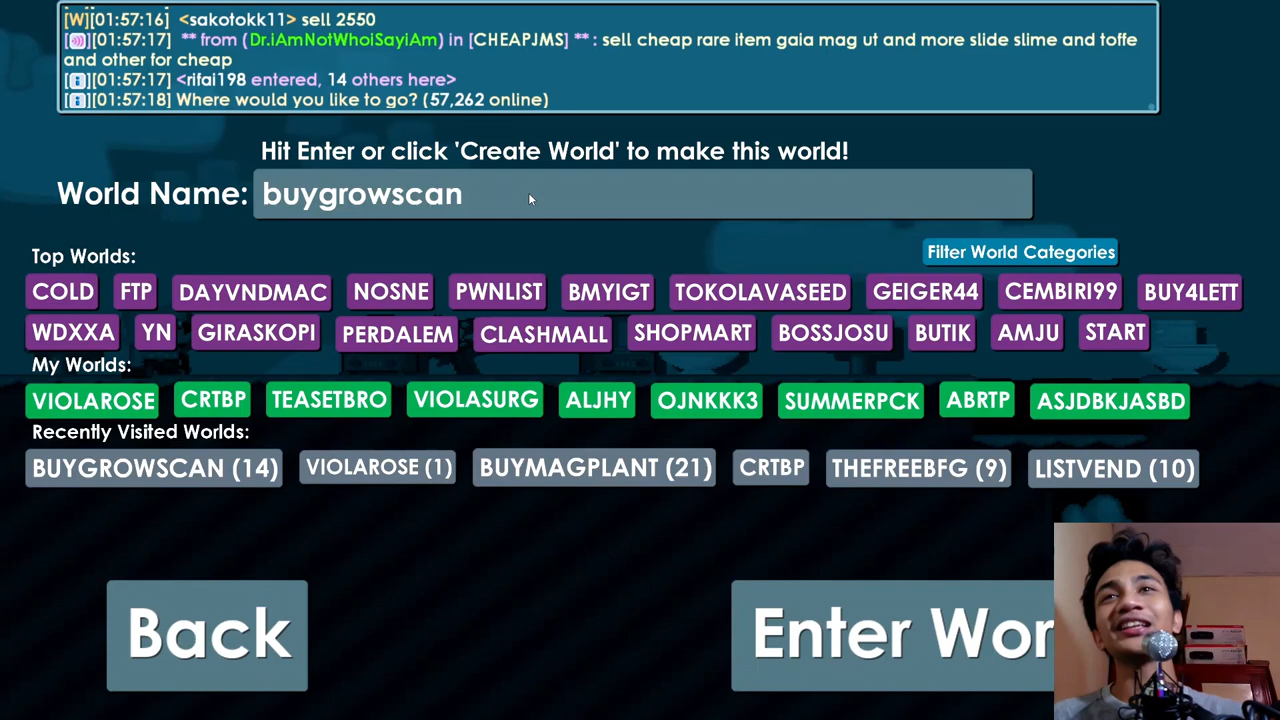 [W][01:57:16] <sakotokk11> sell 2550
[01:57:17] ** from (Dr.iAmNotWhoiSayiAm) in [CHEAPJMS] ** : sell cheap rare item gaia mag ut and more slide slime and toffe
and other for cheap
[01:57:17] <rifai198 entered, 14 others here>
[01:57:18] Where would you like to go? (57,262 online)
Hit Enter or click 'Create World' to make this world!
World Name: buygrowscan
Top Worlds:
Filter World Categories
COLD FTP DAYVNDMAC NOSNE PWNLIST BMYIGT TOKOLAVASEED GEIGER44 CEMBIRI99 BUY4LETT
WDXXA YN GIRASKOPI PERDALEM CLASHMALL SHOPMART BOSSJOSU BUTIK AMJU START
My Worlds:
VIOLAROSE CRTBP TEASETBRO VIOLASURG ALJHY OJNKKK3 SUMMERPCK ABRTP ASJDBKJASBD
Recently Visited Worlds:
BUYGROWSCAN (14) VIOLAROSE (1) BUYMAGPLANT (21) CRTBP THEFREEBFG (9) LISTVEND (10)
Back Enter Wor